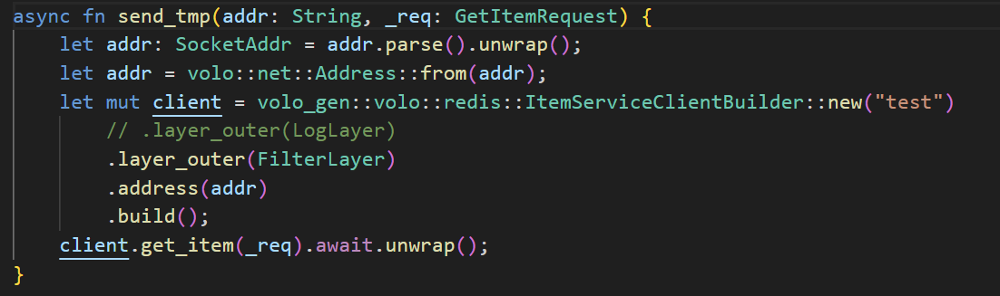 async fn send_tmp(addr: String, _req: GetItemRequest) {
    let addr: SocketAddr = addr.parse().unwrap();
    let addr = volo::net::Address::from(addr);
    let mut client = volo_gen::volo::redis::ItemServiceClientBuilder::new("test")
        // .layer_outer(LogLayer)
        .layer_outer(FilterLayer)
        .address(addr)
        .build();
    client.get_item(_req).await.unwrap();
}